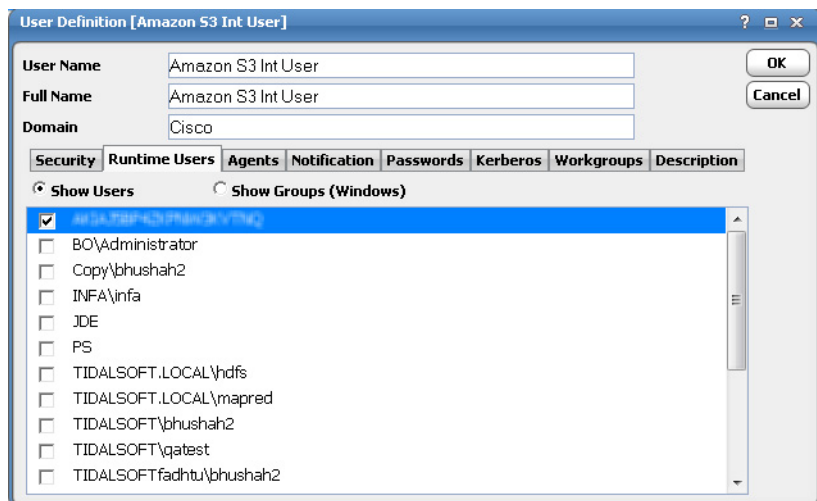 User Definition [Amazon S3 Int User]
OK
User Name Amazon S3 Int User
Full Name Amazon S3 Int User
Cancel
Domain Cisco
Security Runtime Users Agents Notification Passwords Kerberos Workgroups Description
Show Users Show Groups (Windows)
BO\Administrator
Copy\bhushah2
INFA\infa
JDE
PS
TIDALSOFT.LOCAL\hdfs
TIDALSOFT.LOCAL\mapred
TIDALSOFT\bhushah2
TIDALSOFT\qatest
TIDALSOFTfadhtu\bhushah2